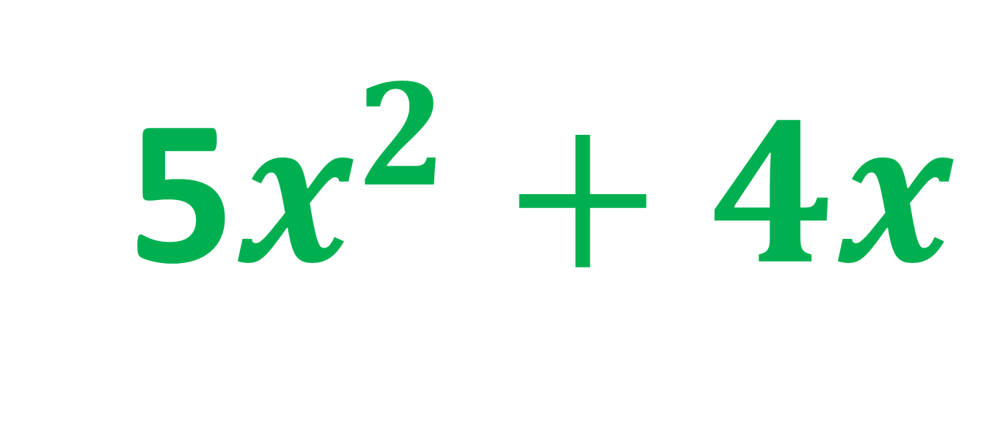 5x² + 4x